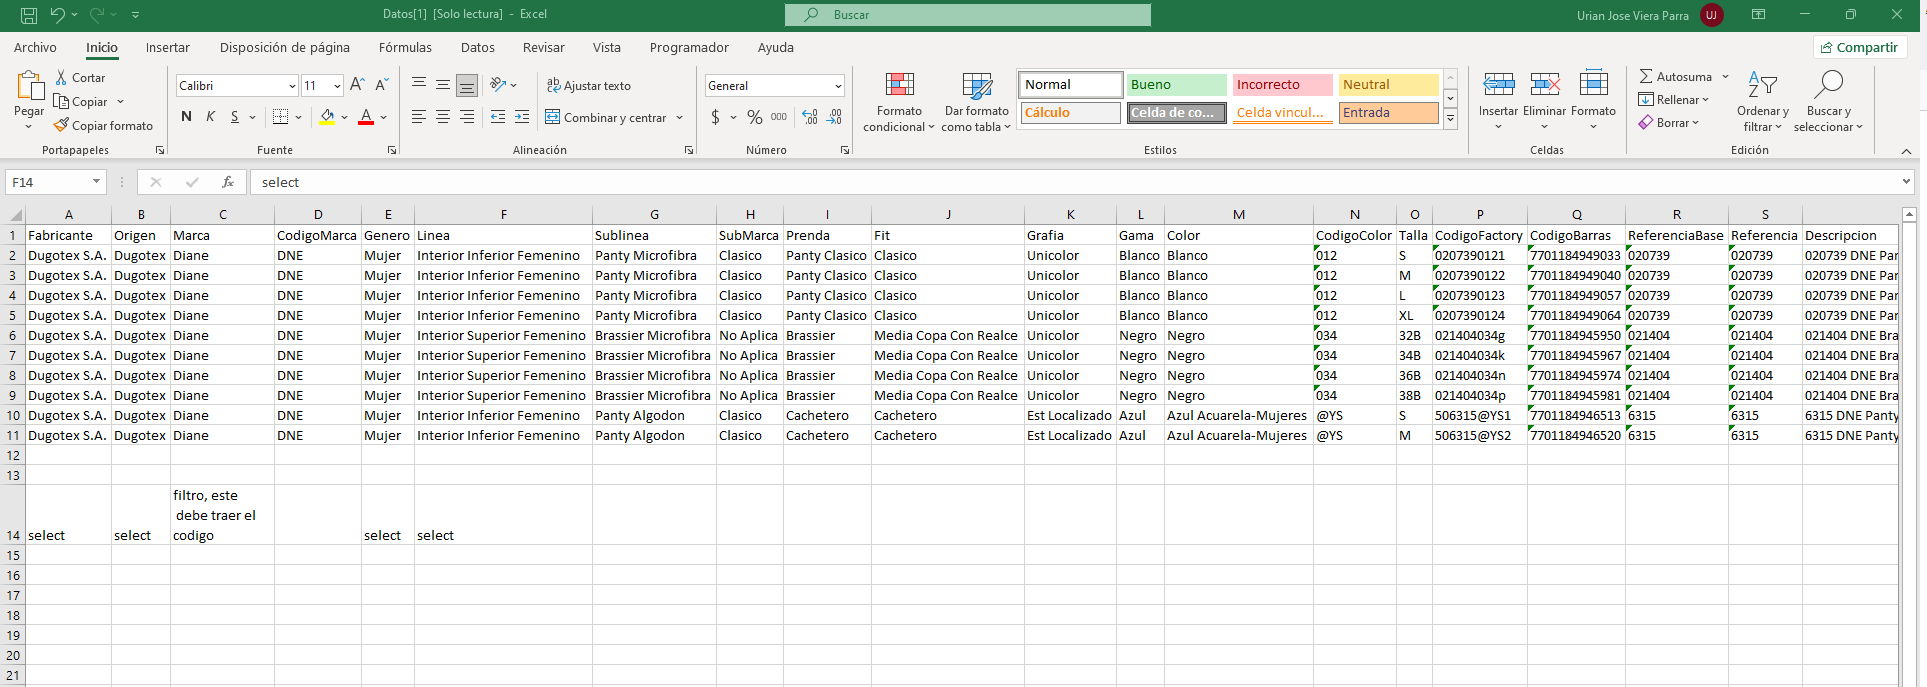 Datos[1] [Solo lectura] - Excel
Buscar
Urian Jose Viera Parra UJ
Archivo Inicio Insertar Disposición de página Fórmulas Datos Revisar Vista Programador Ayuda Compartir
Pegar
Cortar
Copiar
Copiar formato
Portapapeles
Calibri 11
N K S
Fuente
Ajustar texto
Combinar y centrar
Alineación
General
$ % 000
Número
Formato condicional
Dar formato como tabla
Normal Bueno Incorrecto Neutral
Cálculo Celda de co... Celda vincul... Entrada
Estilos
Insertar Eliminar Formato
Celdas
Autosuma
Rellenar
Borrar
Ordenar y filtrar
Buscar y seleccionar
Edición
F14 fx select
A B C D E F G H I J K L M N O P Q R S
1 Fabricante Origen Marca CodigoMarca Genero Linea Sublinea SubMarca Prenda Fit Grafia Gama Color CodigoColor Talla CodigoFactory CodigoBarras ReferenciaBase Referencia Descripcion
2 Dugotex S.A. Dugotex Diane DNE Mujer Interior Inferior Femenino Panty Microfibra Clasico Panty Clasico Clasico Unicolor Blanco Blanco 012 S 0207390121 7701184949033 020739 020739 020739 DNE Pan
3 Dugotex S.A. Dugotex Diane DNE Mujer Interior Inferior Femenino Panty Microfibra Clasico Panty Clasico Clasico Unicolor Blanco Blanco 012 M 0207390122 7701184949040 020739 020739 020739 DNE Pan
4 Dugotex S.A. Dugotex Diane DNE Mujer Interior Inferior Femenino Panty Microfibra Clasico Panty Clasico Clasico Unicolor Blanco Blanco 012 L 0207390123 7701184949057 020739 020739 020739 DNE Pan
5 Dugotex S.A. Dugotex Diane DNE Mujer Interior Inferior Femenino Panty Microfibra Clasico Panty Clasico Clasico Unicolor Blanco Blanco 012 XL 0207390124 7701184949064 020739 020739 020739 DNE Pan
6 Dugotex S.A. Dugotex Diane DNE Mujer Interior Superior Femenino Brassier Microfibra No Aplica Brassier Media Copa Con Realce Unicolor Negro Negro 034 32B 021404034g 7701184945950 021404 021404 021404 DNE Bra
7 Dugotex S.A. Dugotex Diane DNE Mujer Interior Superior Femenino Brassier Microfibra No Aplica Brassier Media Copa Con Realce Unicolor Negro Negro 034 34B 021404034k 7701184945967 021404 021404 021404 DNE Bra
8 Dugotex S.A. Dugotex Diane DNE Mujer Interior Superior Femenino Brassier Microfibra No Aplica Brassier Media Copa Con Realce Unicolor Negro Negro 034 36B 021404034n 7701184945974 021404 021404 021404 DNE Bra
9 Dugotex S.A. Dugotex Diane DNE Mujer Interior Superior Femenino Brassier Microfibra No Aplica Brassier Media Copa Con Realce Unicolor Negro Negro 034 38B 021404034p 7701184945981 021404 021404 021404 DNE Bra
10 Dugotex S.A. Dugotex Diane DNE Mujer Interior Inferior Femenino Panty Algodon Clasico Cachetero Cachetero Est Localizado Azul Azul Acuarela-Mujeres @YS S 506315@YS1 7701184946513 6315 6315 6315 DNE Panty
11 Dugotex S.A. Dugotex Diane DNE Mujer Interior Inferior Femenino Panty Algodon Clasico Cachetero Cachetero Est Localizado Azul Azul Acuarela-Mujeres @YS M 506315@YS2 7701184946520 6315 6315 6315 DNE Panty
12
13
filtro, este
debe traer el
14 select select codigo select select
15
16
17
18
19
20
21